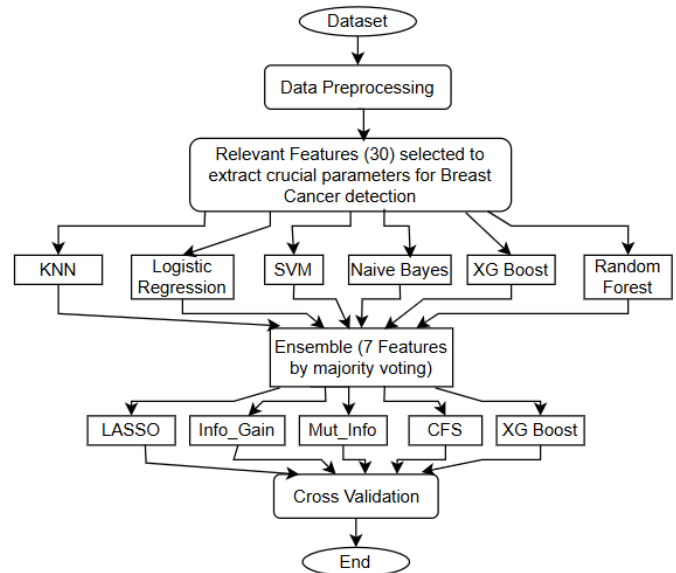 Dataset
Data Preprocessing
Relevant Features (30) selected to
extract crucial parameters for Breast
Cancer detection
KNN
Logistic
Regression
SVM
Naive Bayes
XG Boost
Random
Forest
Ensemble (7 Features
by majority voting)
LASSO
Info_Gain
Mut_Info
CFS
XG Boost
Cross Validation
End